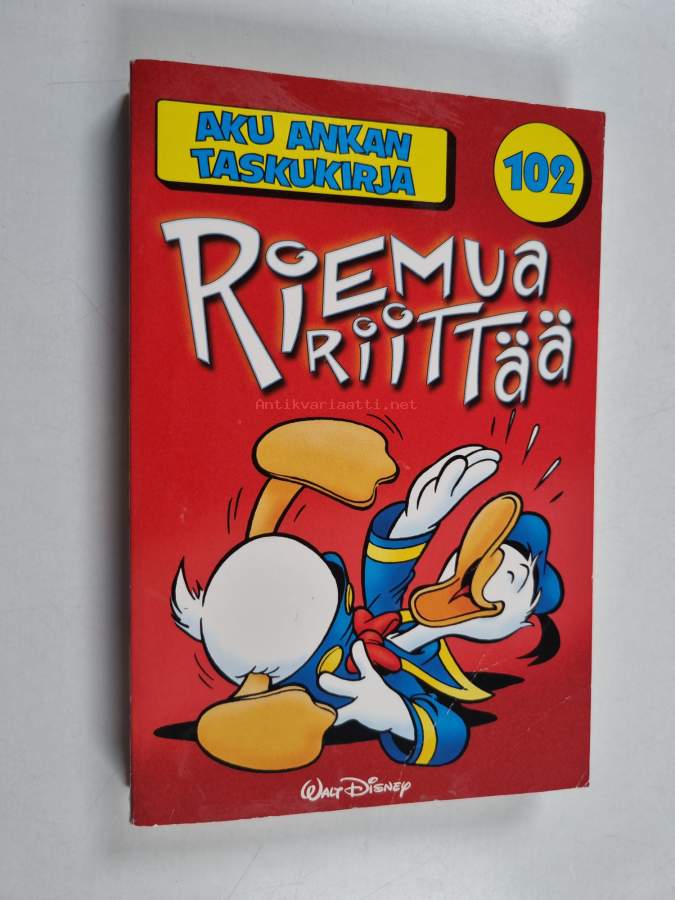 AKU ANKAN
TASKUKIRJA
102
RIEMUA
RIITTÄÄ
Antikvariaatti.net
WALT DISNEY